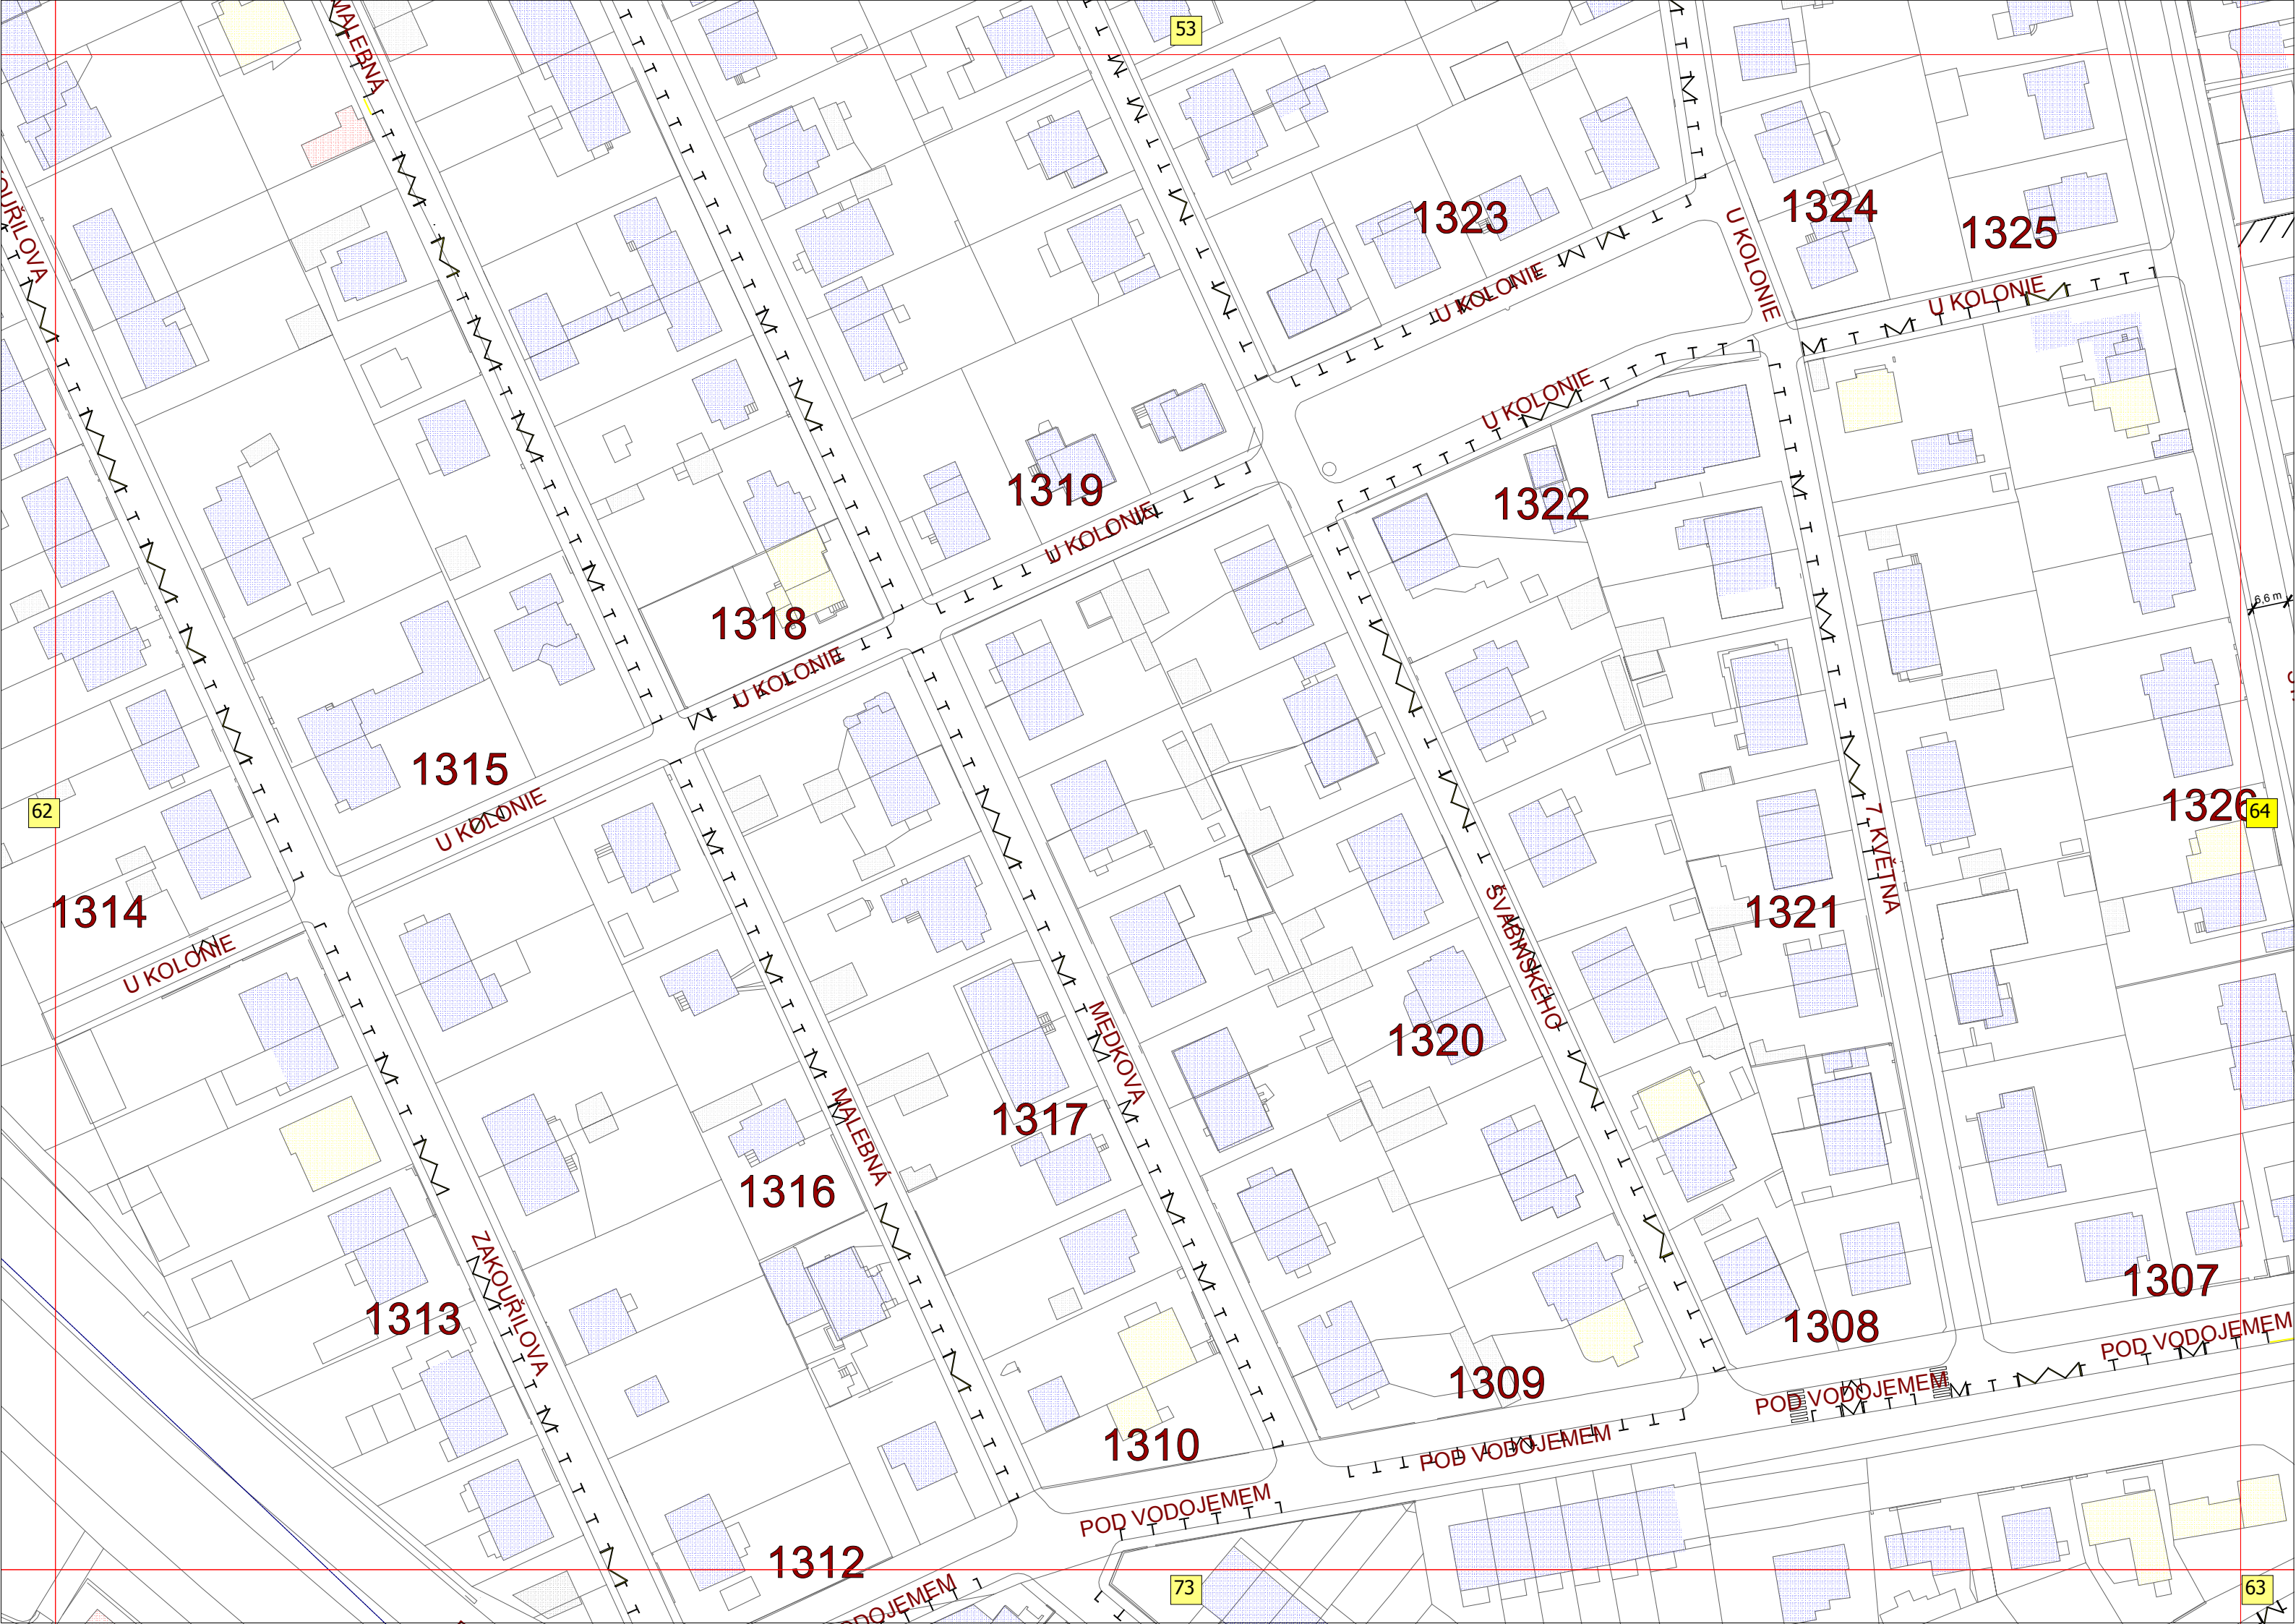 MALEBNÁ
53
1323
1324
1325
U KOLONIE
U KOLONIE
U KOLONIE
U KOLONIE
1319
1322
U KOLONIE
6,6 m
1318
U KOLONIE
1315
U KOLONIE
62
1326
64
7. KVĚTNA
1314
U KOLONIE
1321
ŠVABINSKÉHO
1320
MEDKOVA
1317
MALEBNÁ
1316
ZAKOUŘILOVA
1313
1307
1308
POD VODOJEMEM
1309
POD VODOJEMEM
1310
POD VODOJEMEM
POD VODOJEMEM
1312
73
63